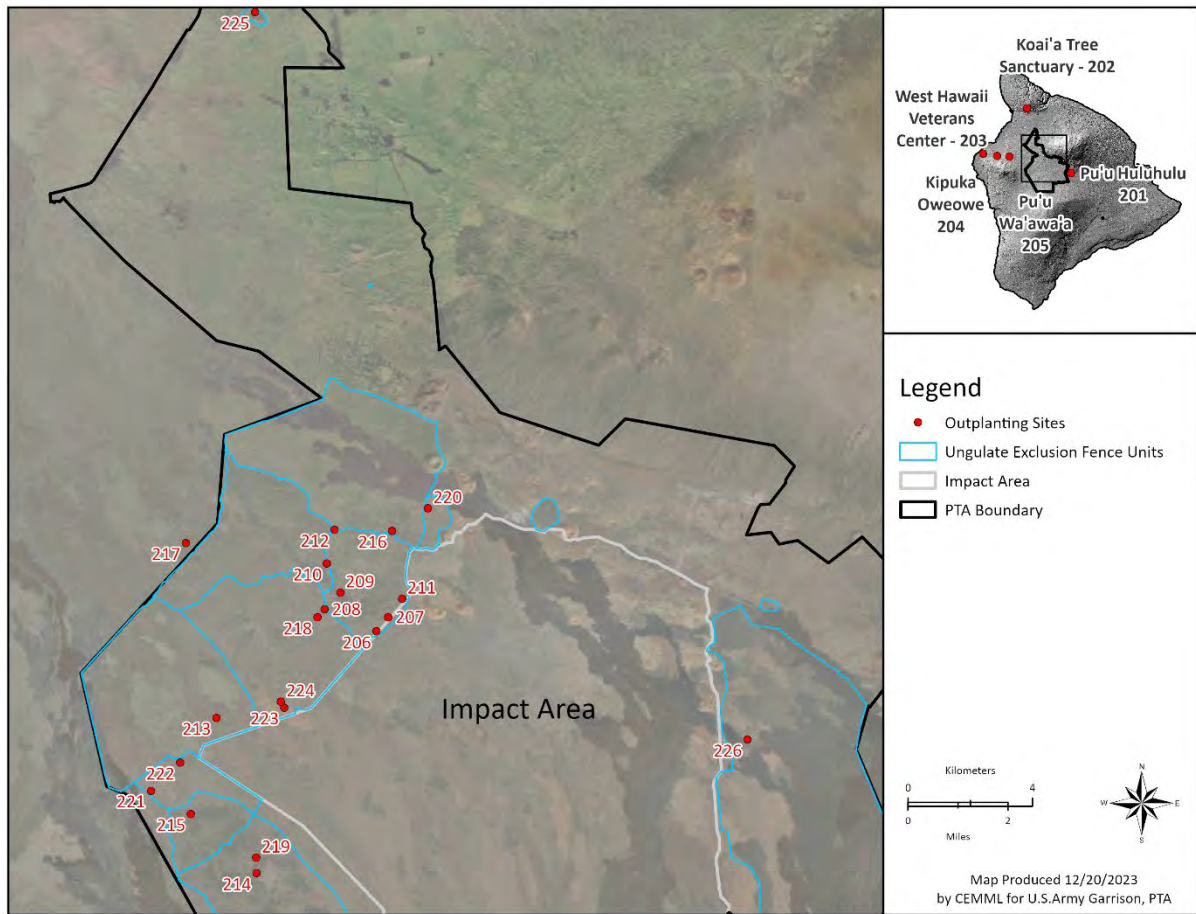 225
220
212
216
217
210
209
211
208
207
218
206
224
223
213
Impact Area
226
222
221
215
219
214
Koai'a Tree
Sanctuary - 202
West Hawaii
Veterans
Center - 203
Pu'u Huluhulu
201
Kipuka
Oweowe
204
Pu'u
Wa'awa'a
205
Legend
Outplanting Sites
Ungulate Exclusion Fence Units
Impact Area
PTA Boundary
Kilometers
0 4
0 2
Miles
N
W E
S
Map Produced 12/20/2023
by CEMML for U.S.Army Garrison, PTA